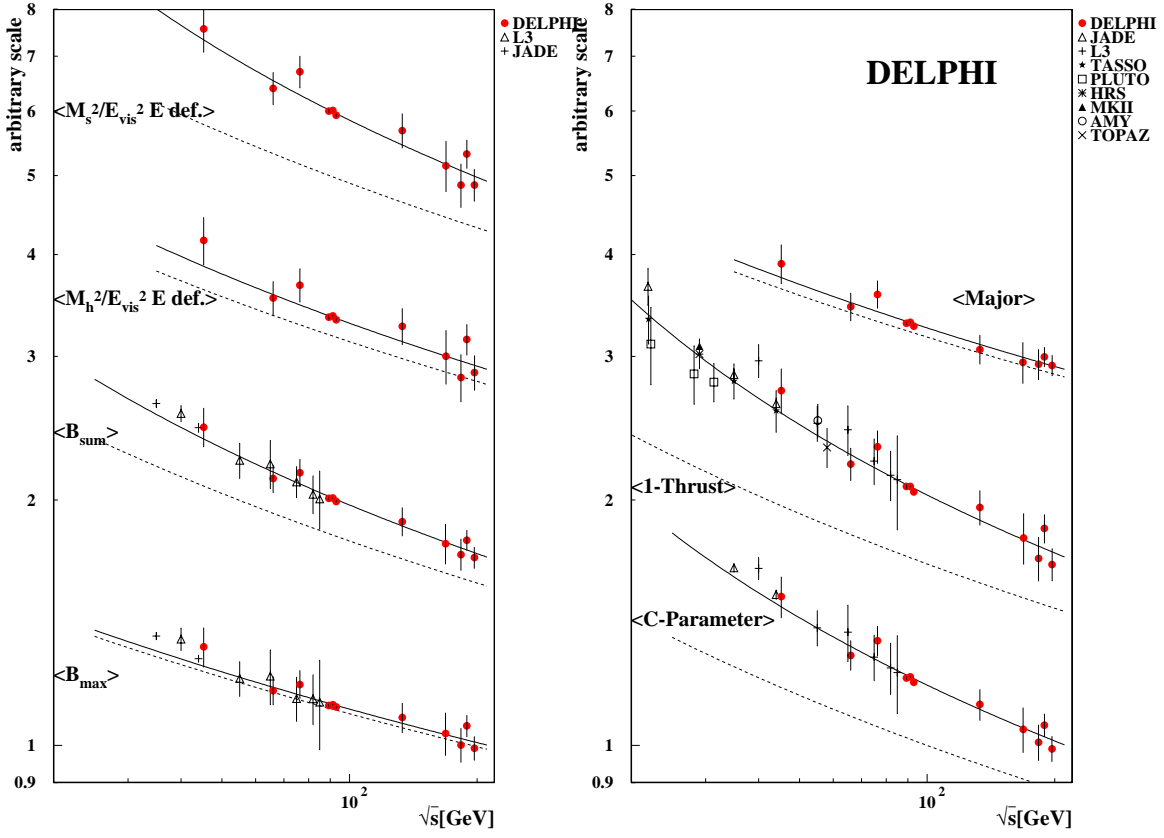 arbitrary scale
8
7
6
5
4
3
2
1
0.9
DELPHI
L3
JADE
<M_s^2/E_vis^2 E def.>
<M_h^2/E_vis^2 E def.>
<B_sum>
<B_max>
10^2
√s[GeV]
arbitrary scale
8
7
6
5
4
3
2
1
0.9
DELPHI
DELPHI
JADE
L3
TASSO
PLUTO
HRS
MKII
AMY
TOPAZ
<Major>
<1-Thrust>
<C-Parameter>
10^2
√s[GeV]